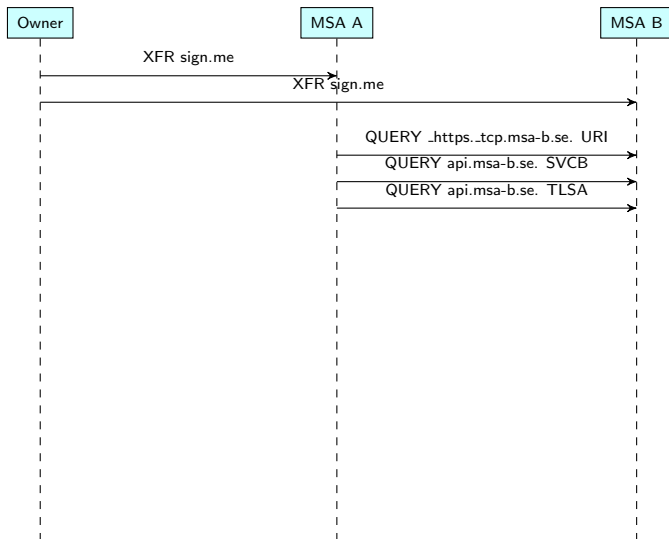 Owner
MSA A
MSA B
XFR sign.me
XFR sign.me
QUERY _https._tcp.msa-b.se. URI
QUERY api.msa-b.se. SVCB
QUERY api.msa-b.se. TLSA